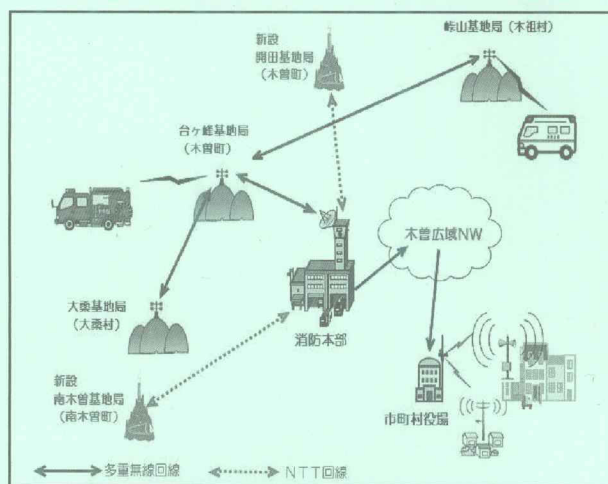 新設
開田基地局
(木曽町)
峠山基地局(木祖村)
台ヶ峰基地局
(木曽町)
木曽広域NW
大桑基地局
(大桑村)
消防本部
新設
南木曽基地局
(南木曽町)
市町村役場
多重無線回線
NTT回線